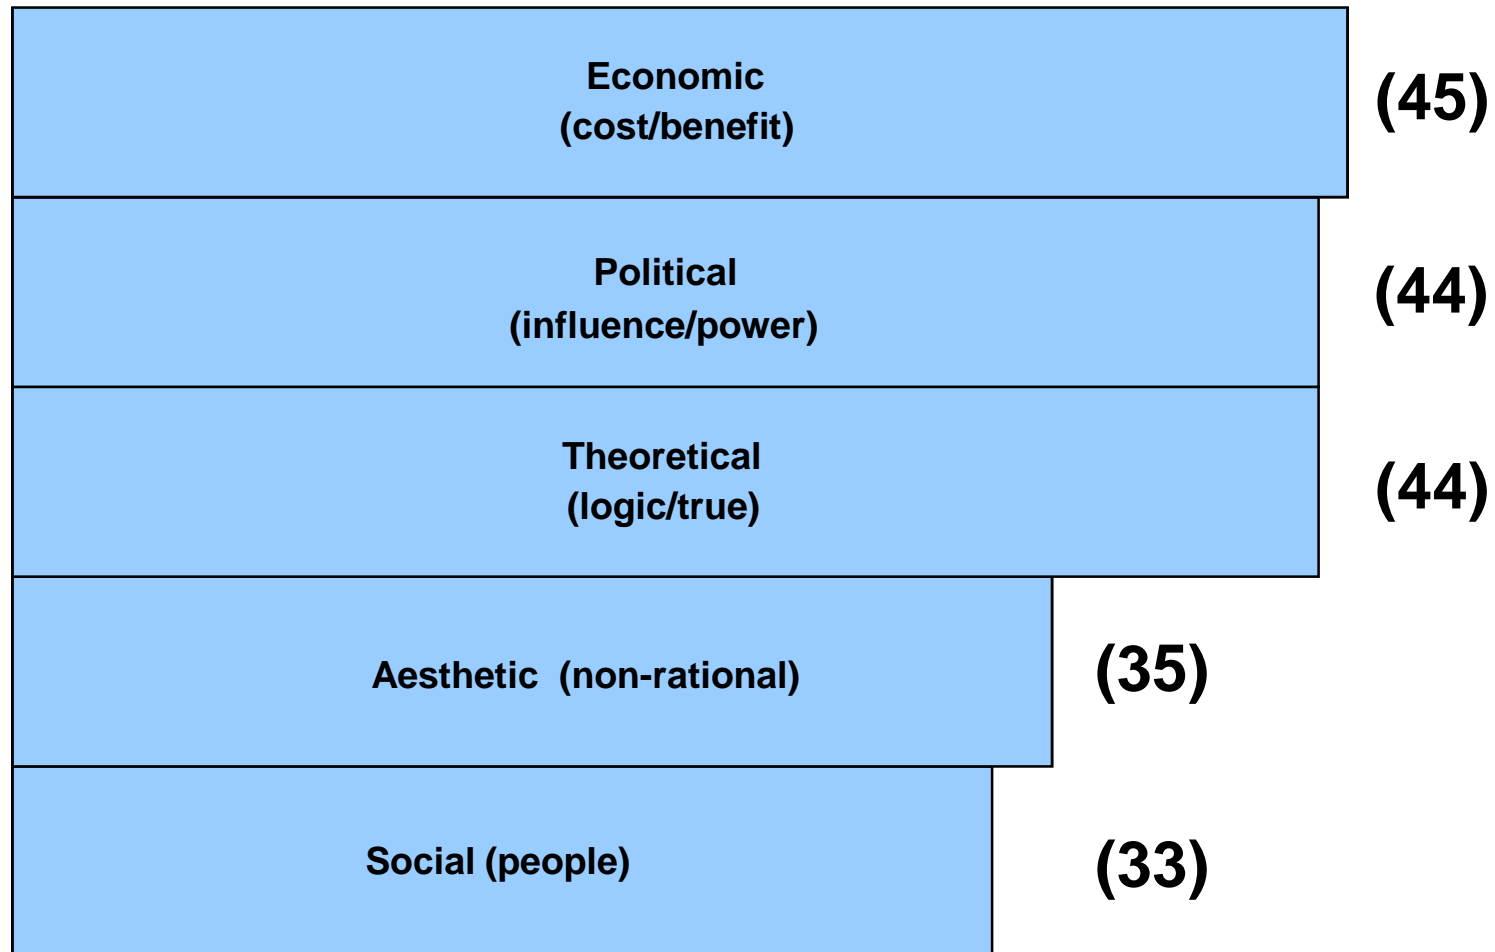 Economic
(cost/benefit)
(45)
Political
(influence/power)
(44)
Theoretical
(logic/true)
(44)
Aesthetic (non-rational)
(35)
Social (people)
(33)